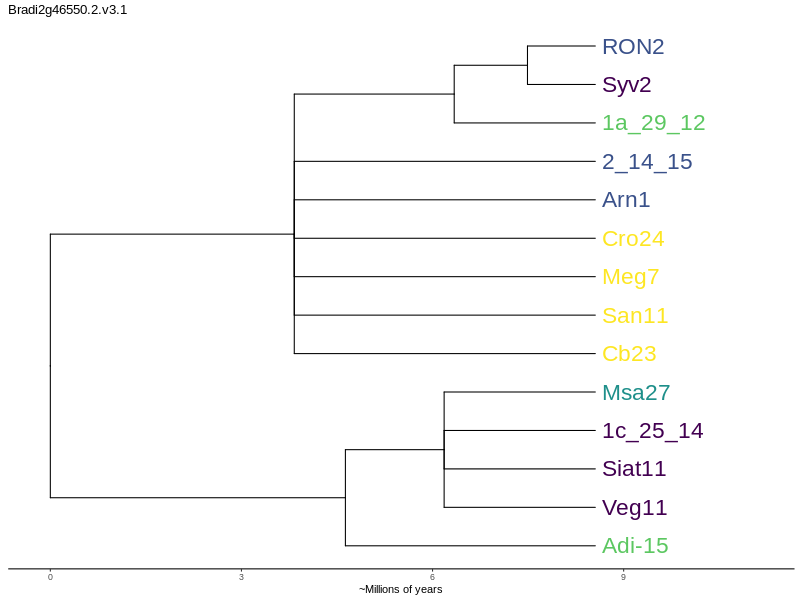 Bradi2g46550.2.v3.1
RON2
Syv2
1a_29_12
2_14_15
Arn1
Cro24
Meg7
San11
Cb23
Msa27
1c_25_14
Siat11
Veg11
Adi-15
0 3 6 9
~Millions of years